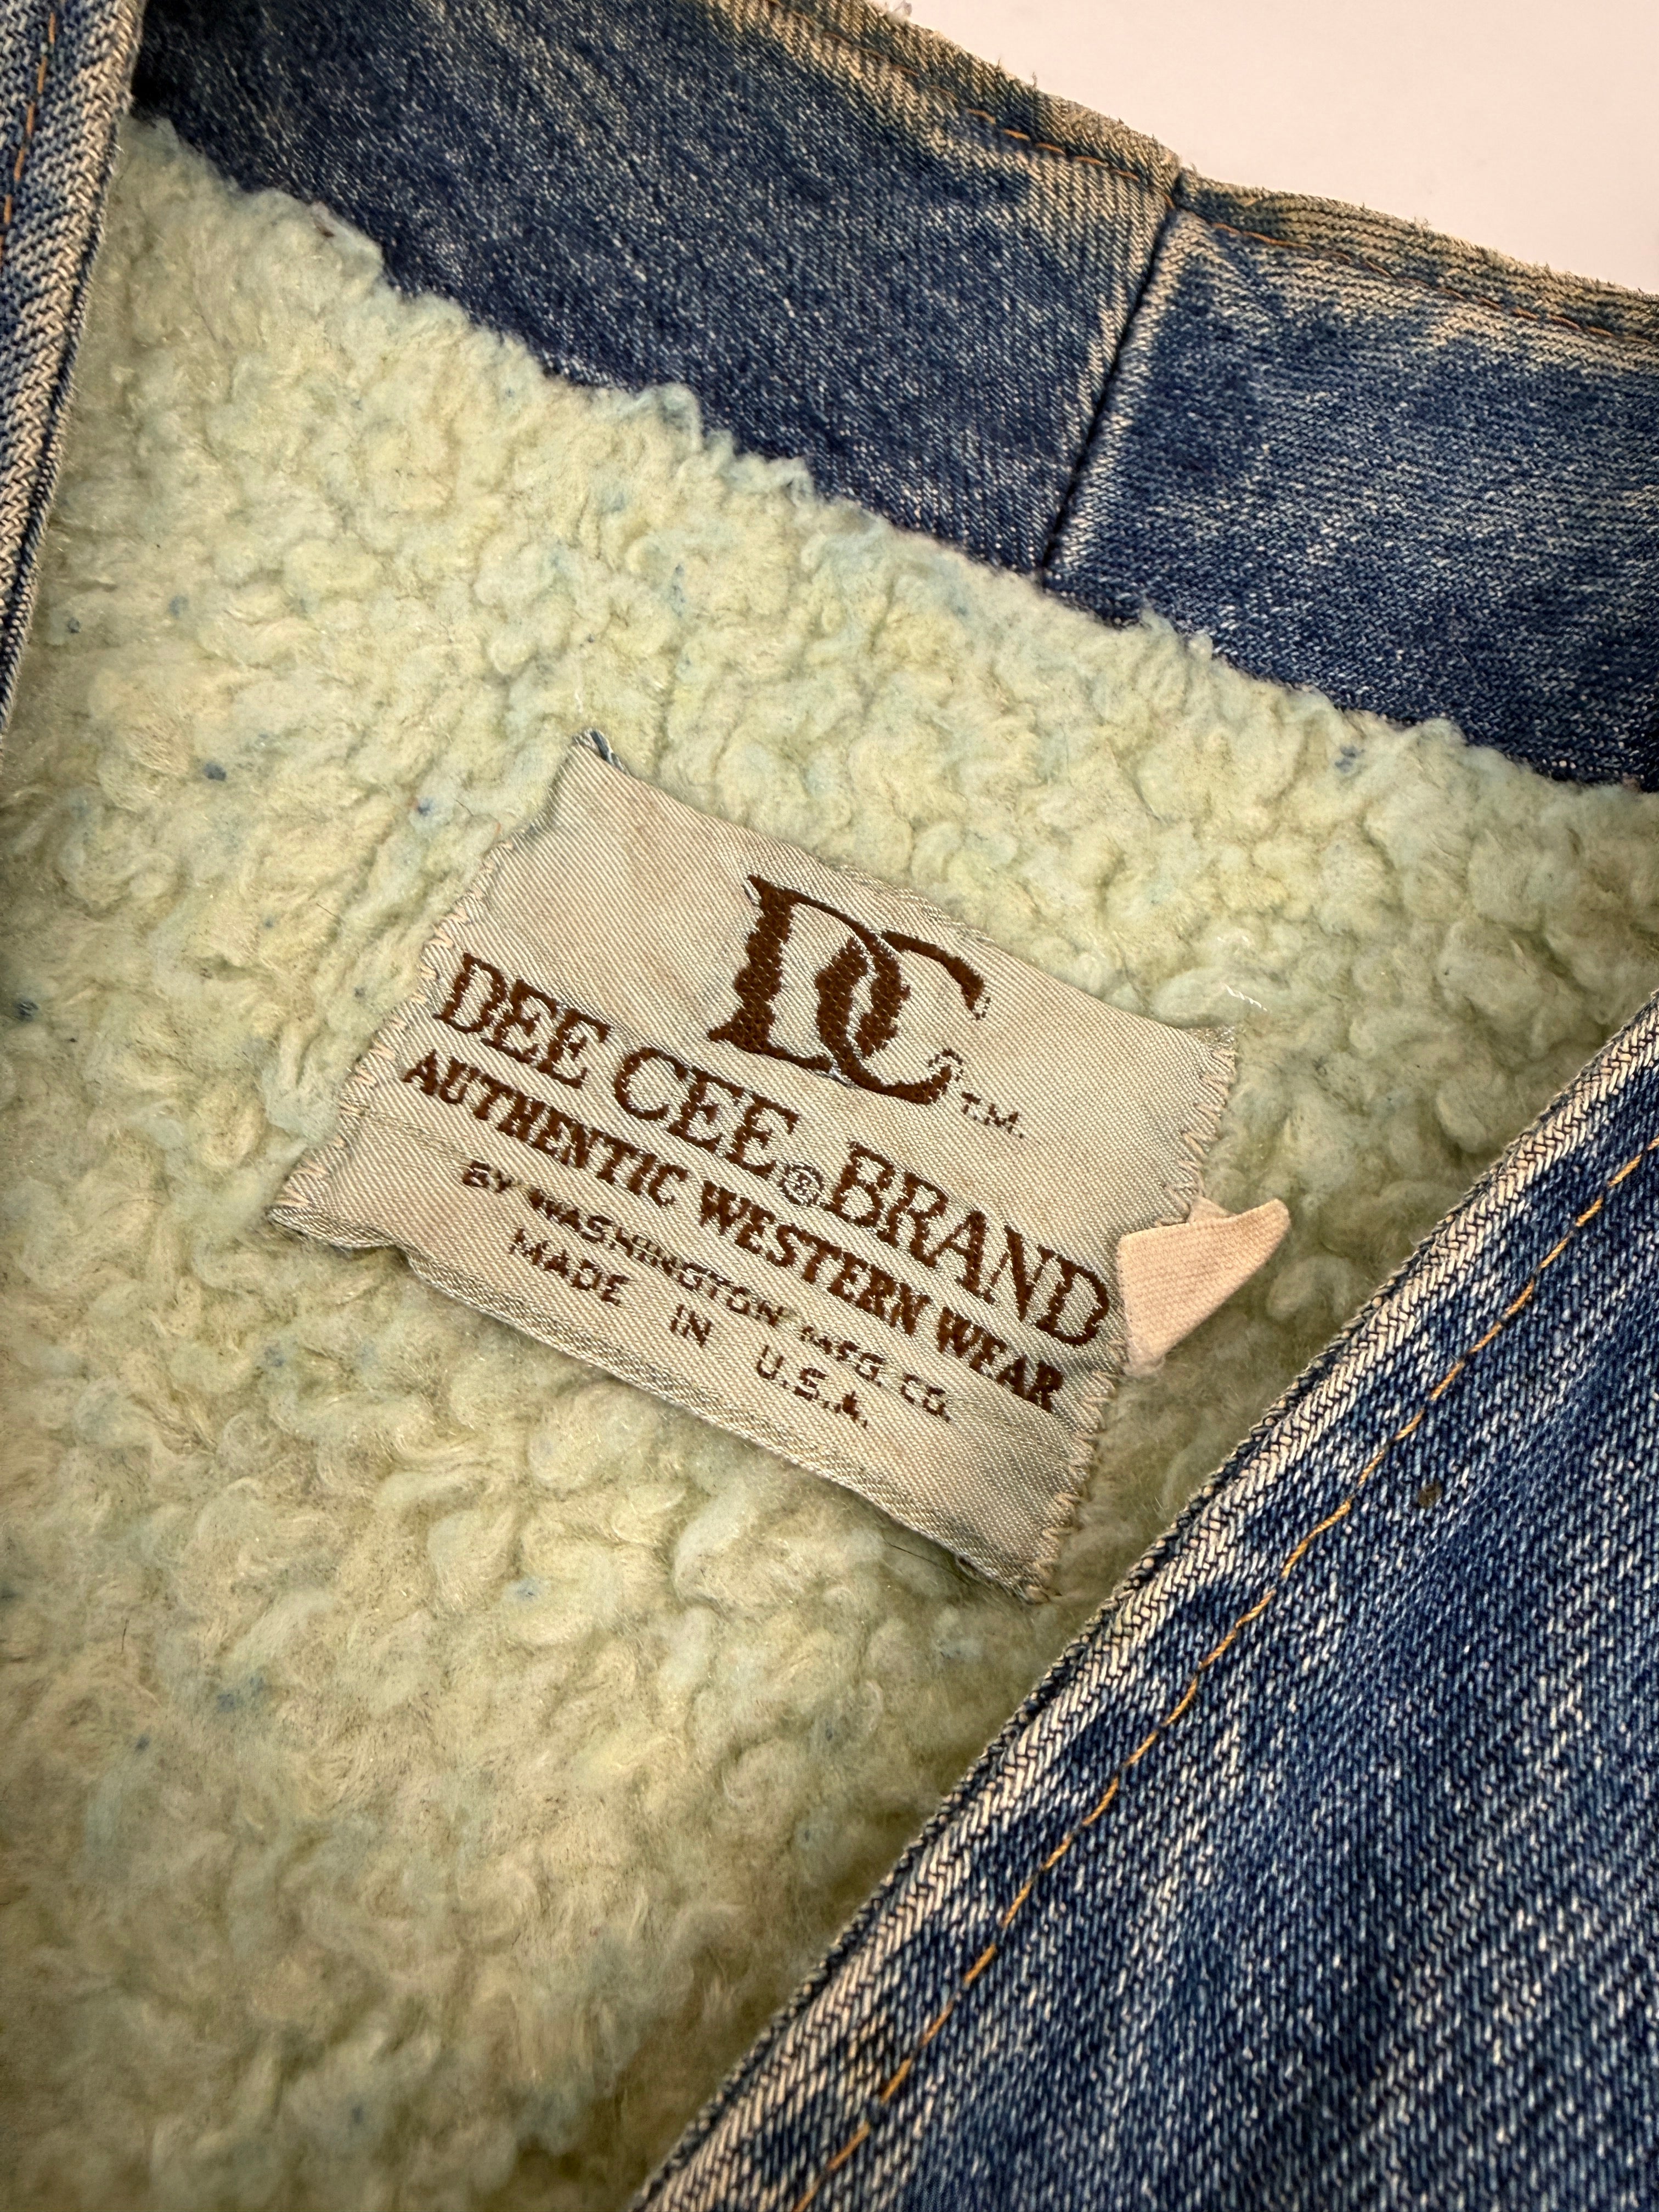 DC T.M.
DEE CEE® BRAND
AUTHENTIC WESTERN WEAR
BY WASHINGTON MFG. CO.
MADE IN U.S.A.